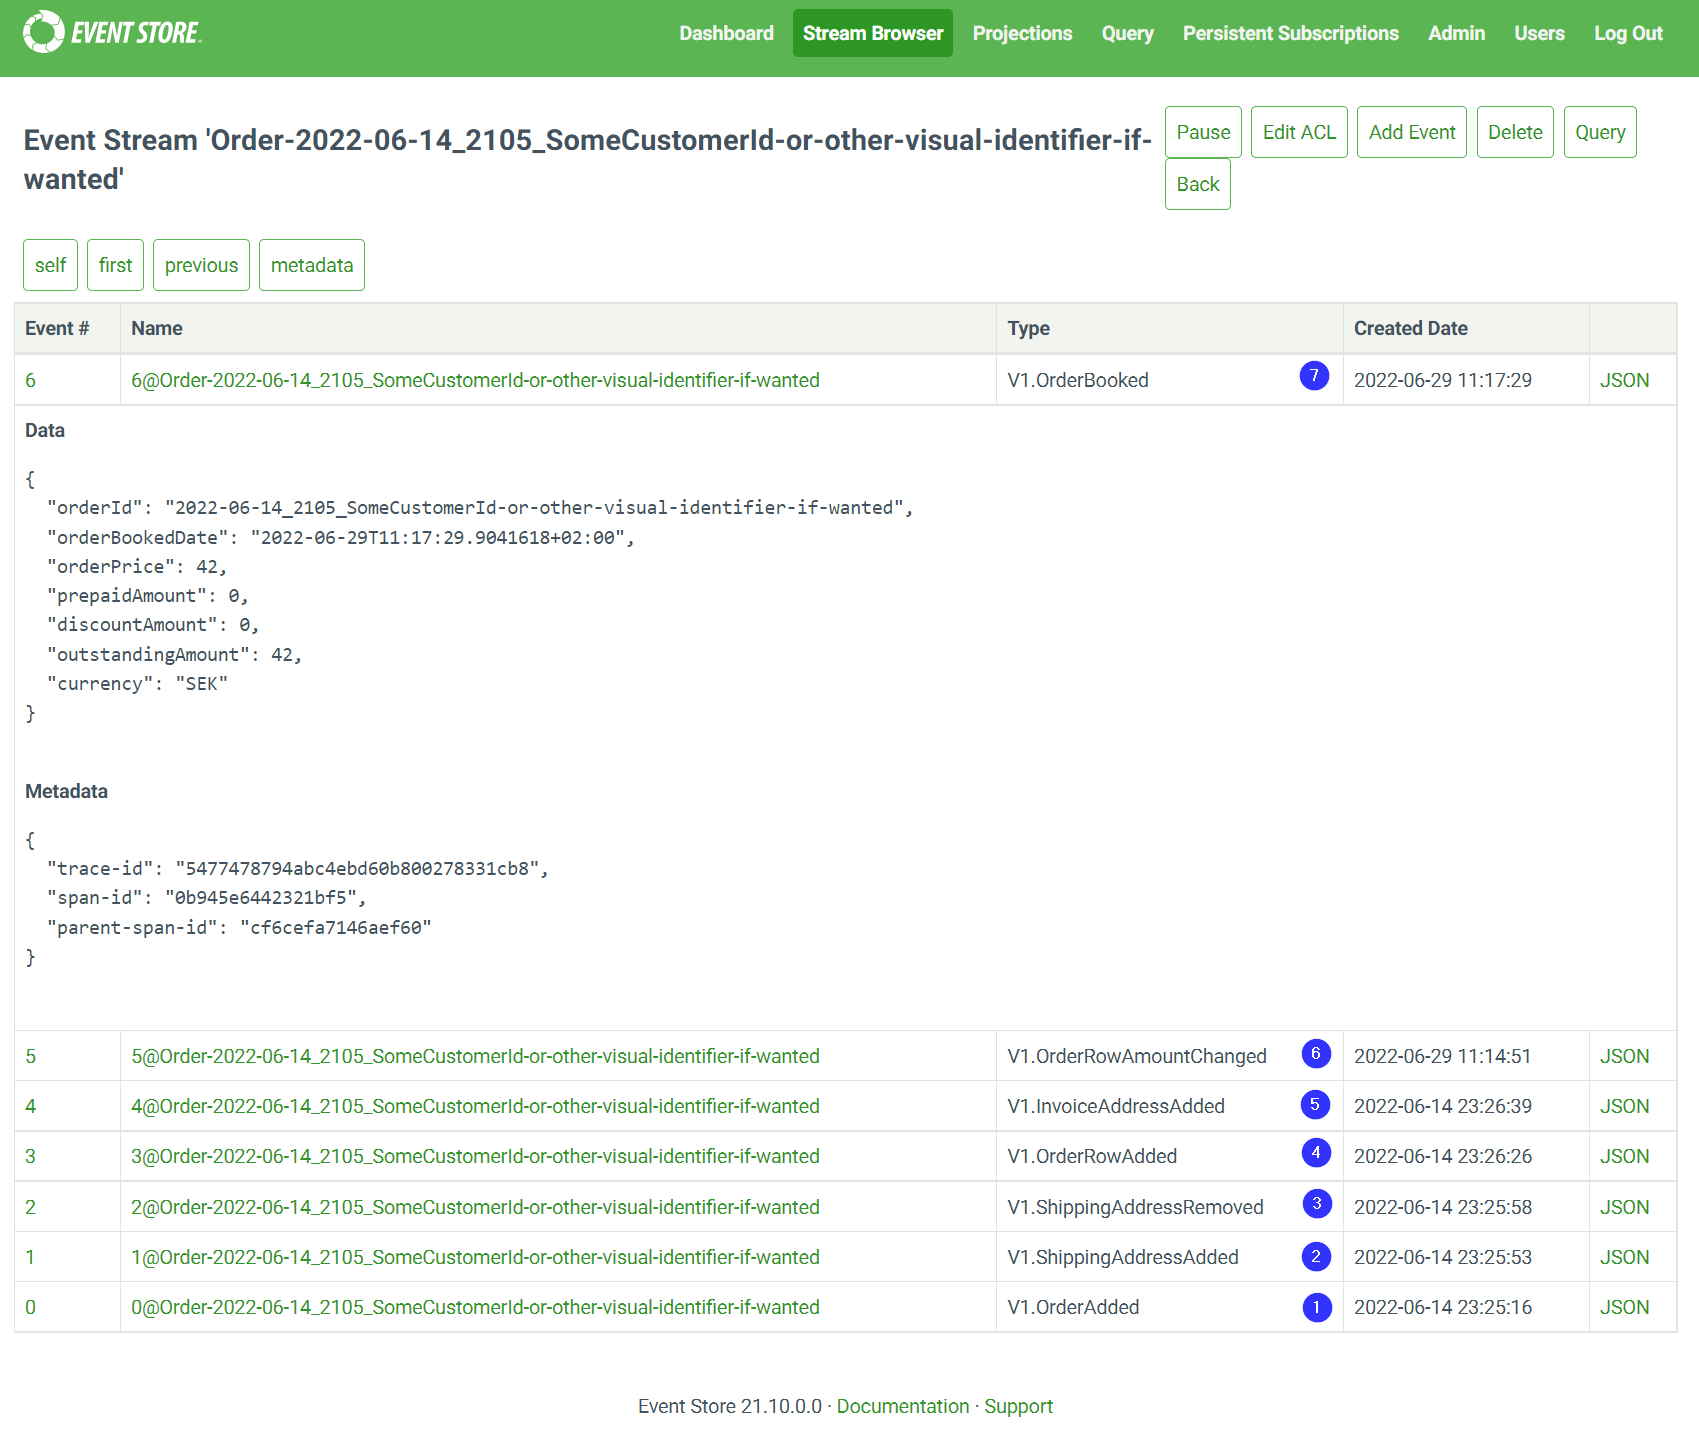 EVENT STORE
Dashboard Stream Browser Projections Query Persistent Subscriptions Admin Users Log Out
Event Stream 'Order-2022-06-14_2105_SomeCustomerId-or-other-visual-identifier-if-
wanted'
Pause Edit ACL Add Event Delete Query
Back
self first previous metadata
Event # Name Type Created Date
6 6@Order-2022-06-14_2105_SomeCustomerId-or-other-visual-identifier-if-wanted V1.OrderBooked 7 2022-06-29 11:17:29 JSON
Data
{
"orderId": "2022-06-14_2105_SomeCustomerId-or-other-visual-identifier-if-wanted",
"orderBookedDate": "2022-06-29T11:17:29.9041618+02:00",
"orderPrice": 42,
"prepaidAmount": 0,
"discountAmount": 0,
"outstandingAmount": 42,
"currency": "SEK"
}
Metadata
{
"trace-id": "5477478794abc4ebd60b800278331cb8",
"span-id": "0b945e6442321bf5",
"parent-span-id": "cf6cefa7146aef60"
}
5 5@Order-2022-06-14_2105_SomeCustomerId-or-other-visual-identifier-if-wanted V1.OrderRowAmountChanged 6 2022-06-29 11:14:51 JSON
4 4@Order-2022-06-14_2105_SomeCustomerId-or-other-visual-identifier-if-wanted V1.InvoiceAddressAdded 5 2022-06-14 23:26:39 JSON
3 3@Order-2022-06-14_2105_SomeCustomerId-or-other-visual-identifier-if-wanted V1.OrderRowAdded 4 2022-06-14 23:26:26 JSON
2 2@Order-2022-06-14_2105_SomeCustomerId-or-other-visual-identifier-if-wanted V1.ShippingAddressRemoved 3 2022-06-14 23:25:58 JSON
1 1@Order-2022-06-14_2105_SomeCustomerId-or-other-visual-identifier-if-wanted V1.ShippingAddressAdded 2 2022-06-14 23:25:53 JSON
0 0@Order-2022-06-14_2105_SomeCustomerId-or-other-visual-identifier-if-wanted V1.OrderAdded 1 2022-06-14 23:25:16 JSON
Event Store 21.10.0.0 · Documentation · Support